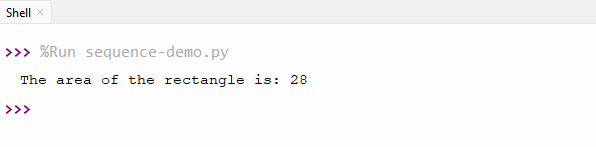 Shell ×
>>> %Run sequence-demo.py
The area of the rectangle is: 28
>>>